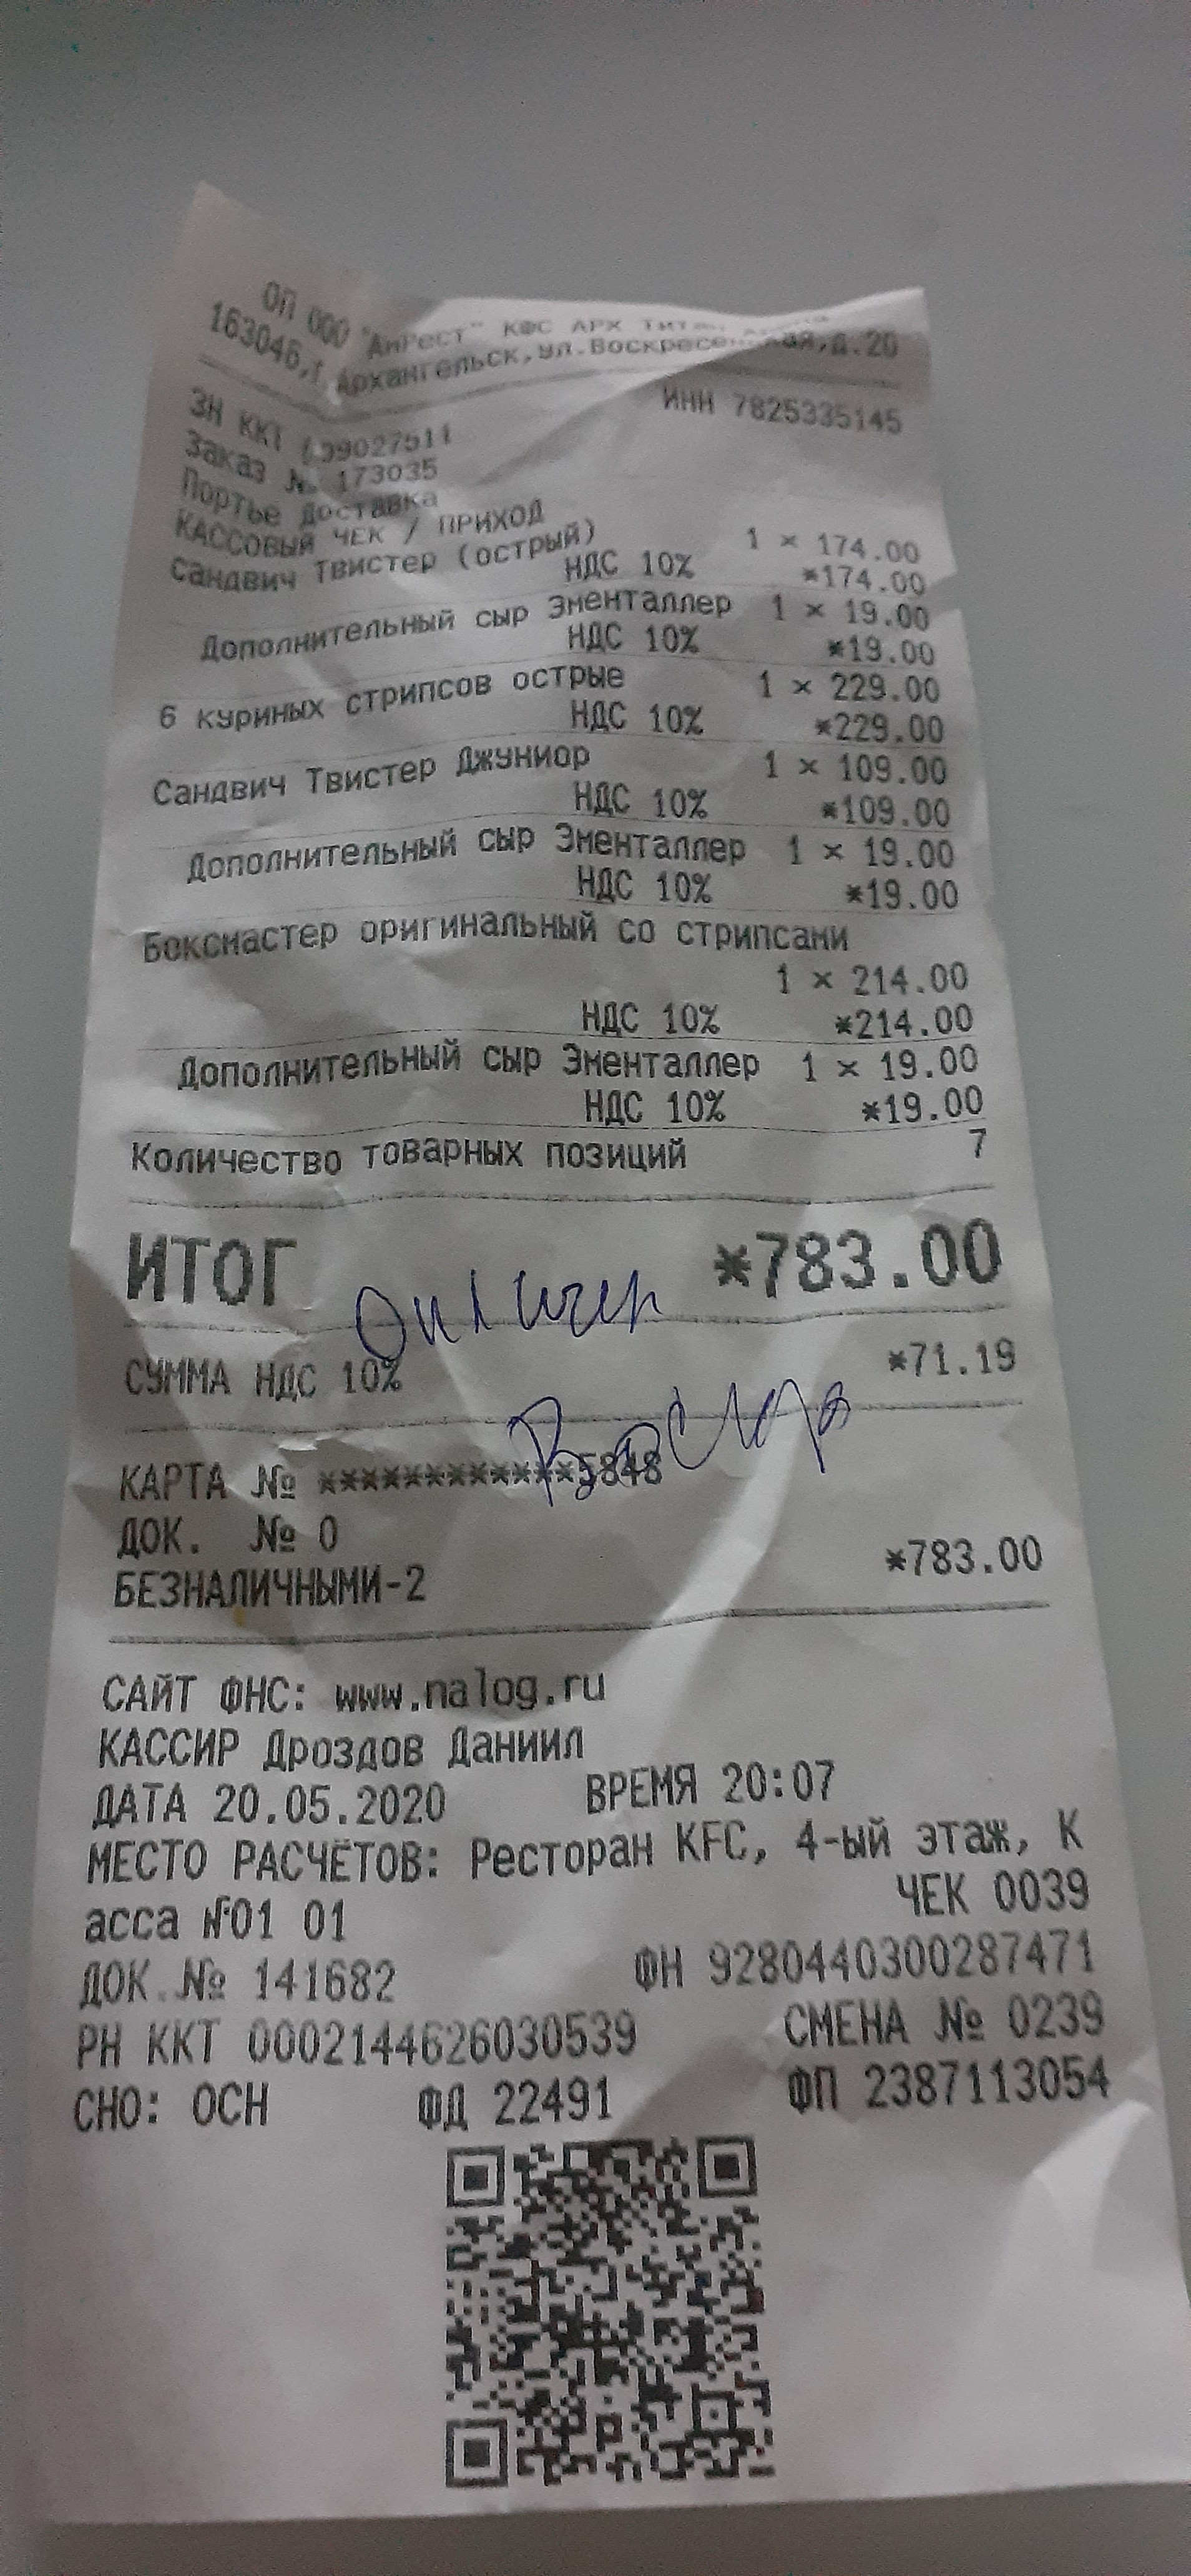 ОП ООО "АмРест" КФС АРХ
163046,г.Архангельск,ул.Воскресенская,д.20
ИНН 7825335145
ЗН ККТ
Заказ № 173035
Портье Доставка
КАССОВЫЙ ЧЕК / ПРИХОД
Сандвич Твистер (острый) 1 × 174.00
НДС 10% *174.00
Дополнительный сыр Эменталлер 1 × 19.00
НДС 10% *19.00
6 куриных стрипсов острые 1 × 229.00
НДС 10% *229.00
Сандвич Твистер Джуниор 1 × 109.00
НДС 10% *109.00
Дополнительный сыр Эменталлер 1 × 19.00
НДС 10% *19.00
Боксмастер оригинальный со стрипсами
1 × 214.00
НДС 10% *214.00
Дополнительный сыр Эменталлер 1 × 19.00
НДС 10% *19.00
Количество товарных позиций 7
ИТОГ *783.00
СУММА НДС 10% *71.19
КАРТА № ************5848
ДОК. № 0
БЕЗНАЛИЧНЫМИ-2 *783.00
САЙТ ФНС: www.nalog.ru
КАССИР Дроздов Даниил
ДАТА 20.05.2020 ВРЕМЯ 20:07
МЕСТО РАСЧЁТОВ: Ресторан KFC, 4-ый этаж, К
асса №01 01 ЧЕК 0039
ДОК.№ 141682 ФН 9280440300287471
РН ККТ 0002144626030539 СМЕНА № 0239
СНО: ОСН ФД 22491 ФП 2387113054